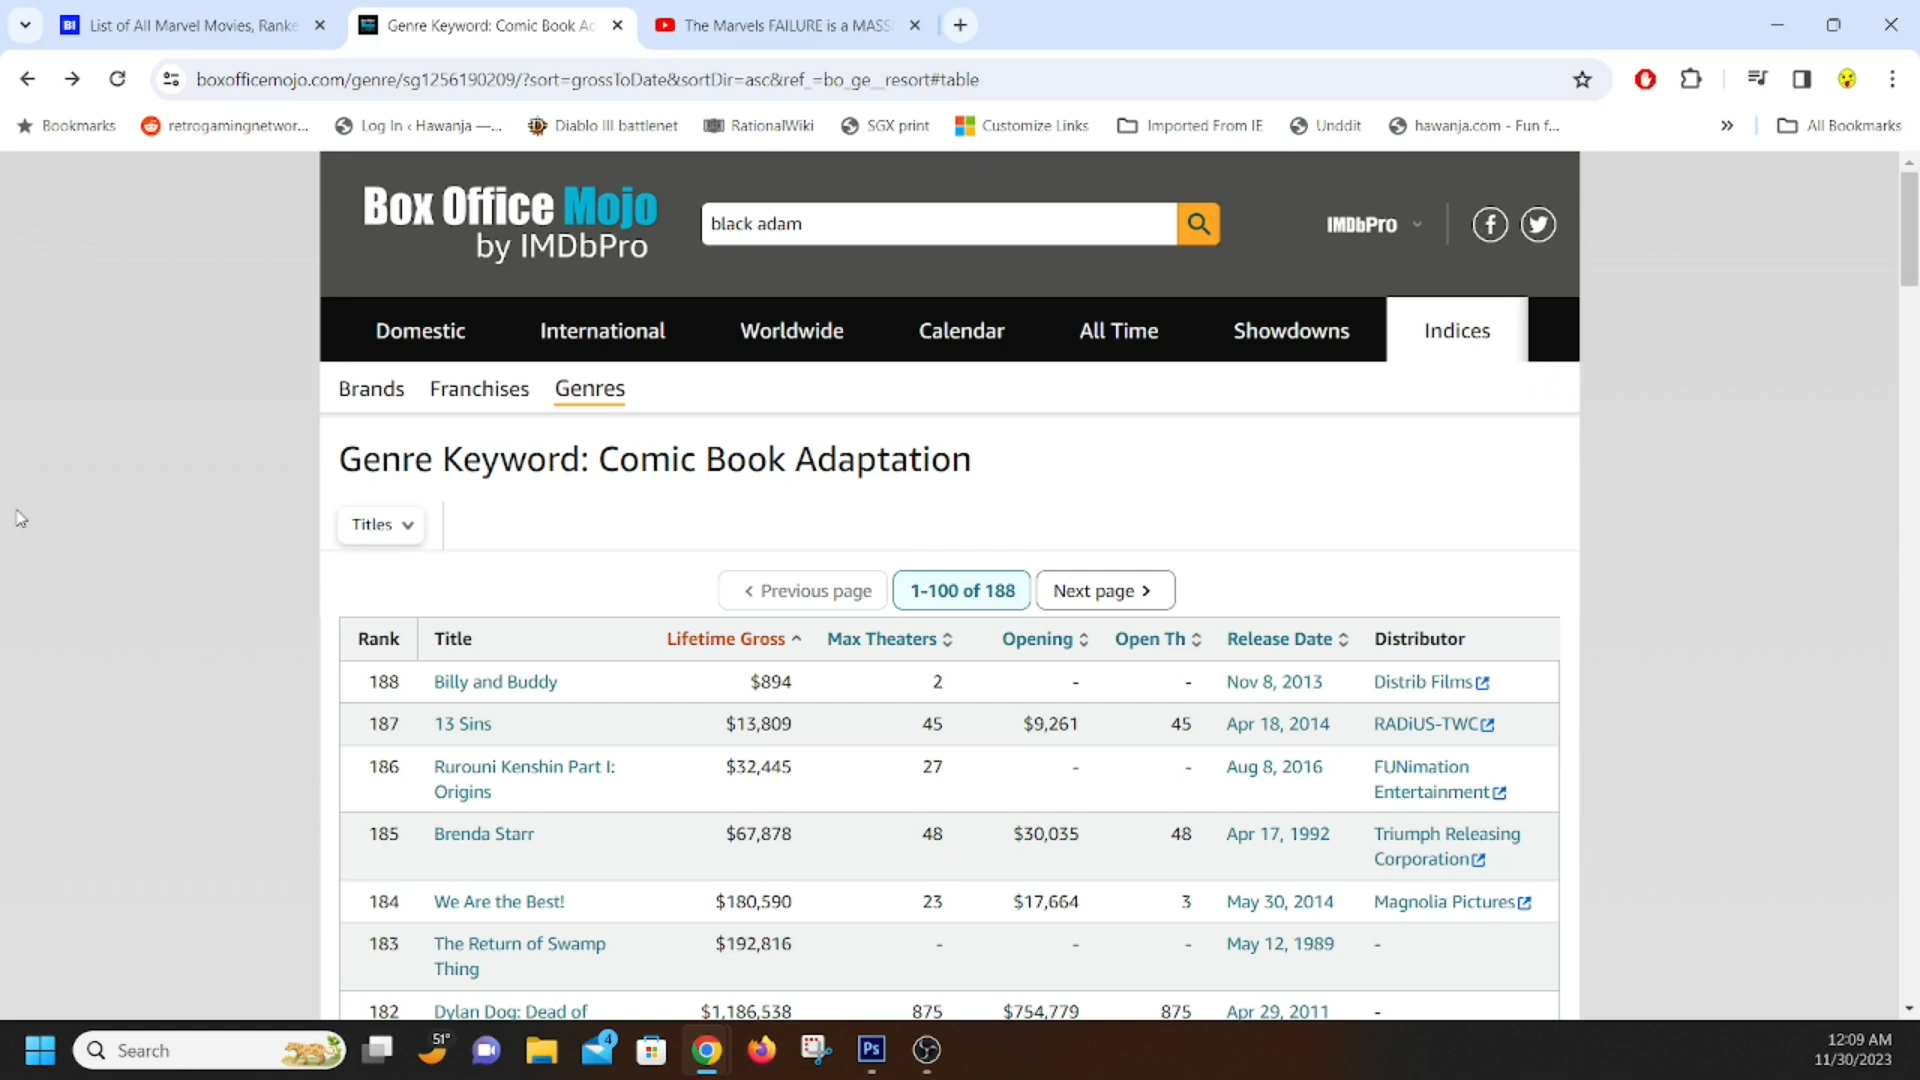 BI List of All Marvel Movies, Ranke
Genre Keyword: Comic Book Ac
The Marvels FAILURE is a MASS
boxofficemojo.com/genre/sg1256190209/?sort=grossToDate&sortDir=asc&ref_=bo_ge__resort#table
Bookmarks
retrogamingnetwor...
Log In ‹ Hawanja —...
Diablo III battlenet
RationalWiki
SGX print
Customize Links
Imported From IE
Unddit
hawanja.com - Fun f...
»
All Bookmarks
Box Office Mojo
by IMDbPro
black adam
IMDbPro
Domestic International Worldwide Calendar All Time Showdowns Indices
Brands Franchises Genres
Genre Keyword: Comic Book Adaptation
Titles
‹ Previous page 1-100 of 188 Next page ›
Rank Title Lifetime Gross Max Theaters Opening Open Th Release Date Distributor
188 Billy and Buddy $894 2 - - Nov 8, 2013 Distrib Films
187 13 Sins $13,809 45 $9,261 45 Apr 18, 2014 RADiUS-TWC
186 Rurouni Kenshin Part I: $32,445 27 - - Aug 8, 2016 FUNimation
Origins Entertainment
185 Brenda Starr $67,878 48 $30,035 48 Apr 17, 1992 Triumph Releasing
Corporation
184 We Are the Best! $180,590 23 $17,664 3 May 30, 2014 Magnolia Pictures
183 The Return of Swamp $192,816 - - - May 12, 1989 -
Thing
182 Dylan Dog: Dead of $1,186,538 875 $754,779 875 Apr 29, 2011 -
Search
51°
4
Ps
12:09 AM
11/30/2023